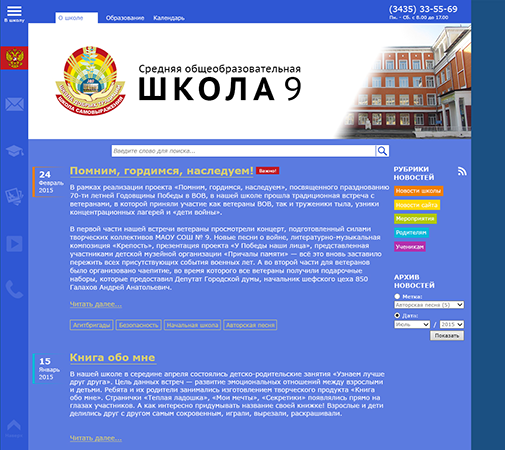 В школу
О школе Образование Календарь
(3435) 33-55-69
Пн. - Сб. с 8.00 до 17.00
Средняя общеобразовательная
ШКОЛА 9
ШКОЛА САМОВЫРАЖЕНИЯ
Введите слово для поиска...
24
Февраль
2015
Помним, гордимся, наследуем! Важно!
В рамках реализации проекта «Помним, гордимся, наследуем», посвященного празднованию
70-ти летней Годовщины Победы в ВОВ, в нашей школе прошла традиционная встреча с
ветеранами, в которой приняли участие как ветераны ВОВ, так и труженики тыла, узники
концентрационных лагерей и «дети войны».
В первой части нашей встречи ветераны просмотрели концерт, подготовленный силами
творческих коллективов МАОУ СОШ № 9. Новые песни о войне, литературно-музыкальная
композиция «Крепость», презентация проекта «У Победы наши лица», представленная
участниками детской музейной организации «Причалы памяти» — всё это вновь заставило
пережить всех присутствующих события военных лет. А во второй части для ветеранов
было организовано чаепитие, во время которого все ветераны получили подарочные
наборы, которые предоставил Депутат Городской думы, начальник шефского цеха 850
Галахов Андрей Анатольевич.
Читать далее...
Агитбригады Безопасность Начальная школа Авторская песня
15
Январь
2015
Книга обо мне
В нашей школе в середине апреля состоялись детско-родительские занятия «Узнаем лучше
друг друга». Цель данных встреч — развитие эмоциональных отношений между взрослыми
и детьми. Ребята и их родители занимались изготовлением творческого продукта «Книга
обо мне». Странички «Теплая ладошка», «Мои мечты», «Секретики» появлялись прямо на
глазах участников. А как интересно придумывать название своей книжке! Взрослые и дети
делились друг с другом самым сокровенным, играли, вырезали, раскрашивали.
Читать далее...
РУБРИКИ
НОВОСТЕЙ
Новости школы
Новости сайта
Мероприятия
Родителям
Ученикам
АРХИВ
НОВОСТЕЙ
Метка:
Авторская песня (5)
Дата:
Июль / 2015
Показать